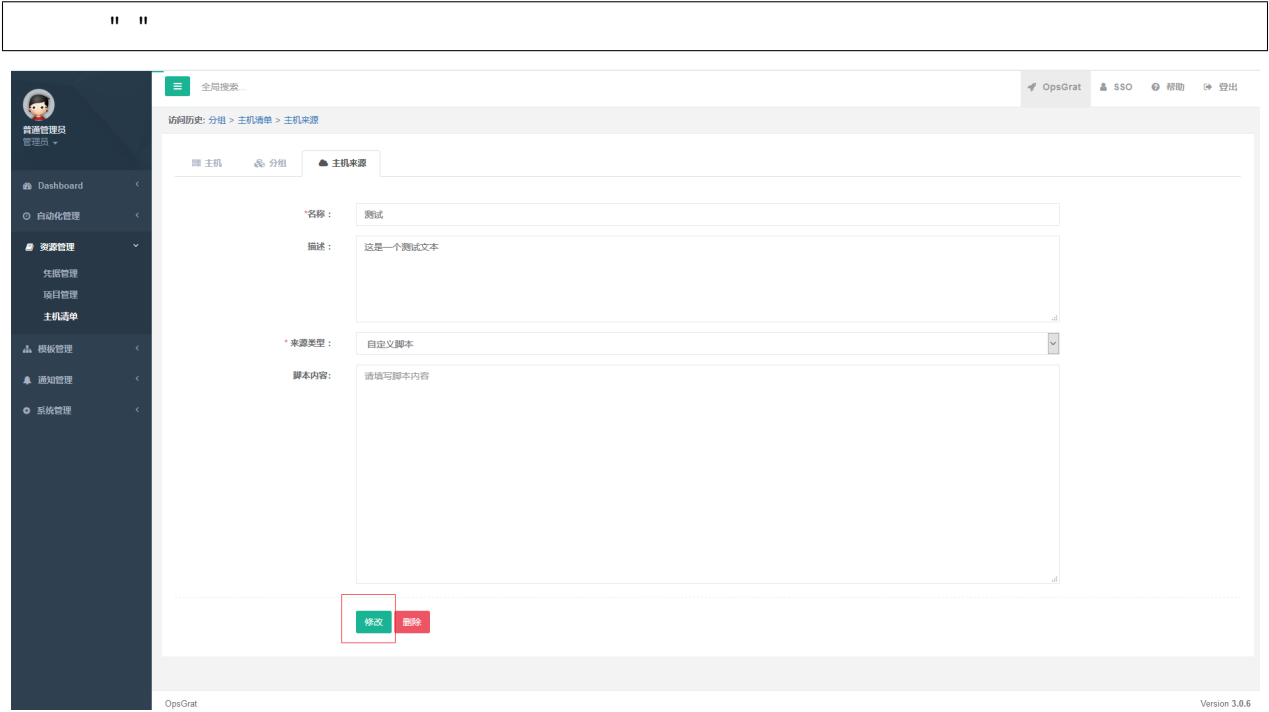 " "
全局搜索...
OpsGrat SSO 帮助 登出
普通管理员
管理员
访问历史: 分组 > 主机清单 > 主机来源
主机 分组 主机来源
Dashboard
自动化管理
资源管理
凭据管理
项目管理
主机清单
模板管理
通知管理
系统管理
*名称： 测试
描述： 这是一个测试文本
* 来源类型： 自定义脚本
脚本内容: 请填写脚本内容
修改 删除
OpsGrat Version 3.0.6